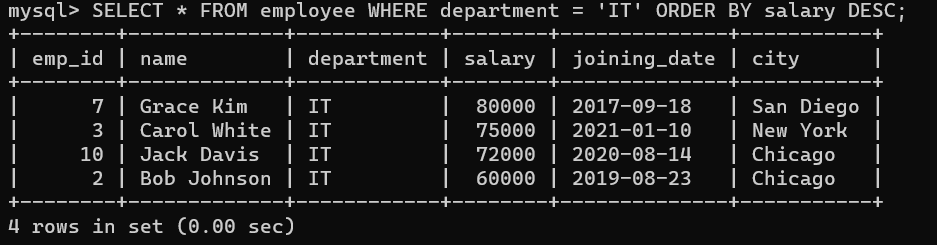 mysql> SELECT * FROM employee WHERE department = 'IT' ORDER BY salary DESC;
+--------+-------------+------------+--------+--------------+-----------+
| emp_id | name        | department | salary | joining_date | city      |
+--------+-------------+------------+--------+--------------+-----------+
|      7 | Grace Kim   | IT         |  80000 | 2017-09-18   | San Diego |
|      3 | Carol White | IT         |  75000 | 2021-01-10   | New York  |
|     10 | Jack Davis  | IT         |  72000 | 2020-08-14   | Chicago   |
|      2 | Bob Johnson | IT         |  60000 | 2019-08-23   | Chicago   |
+--------+-------------+------------+--------+--------------+-----------+
4 rows in set (0.00 sec)